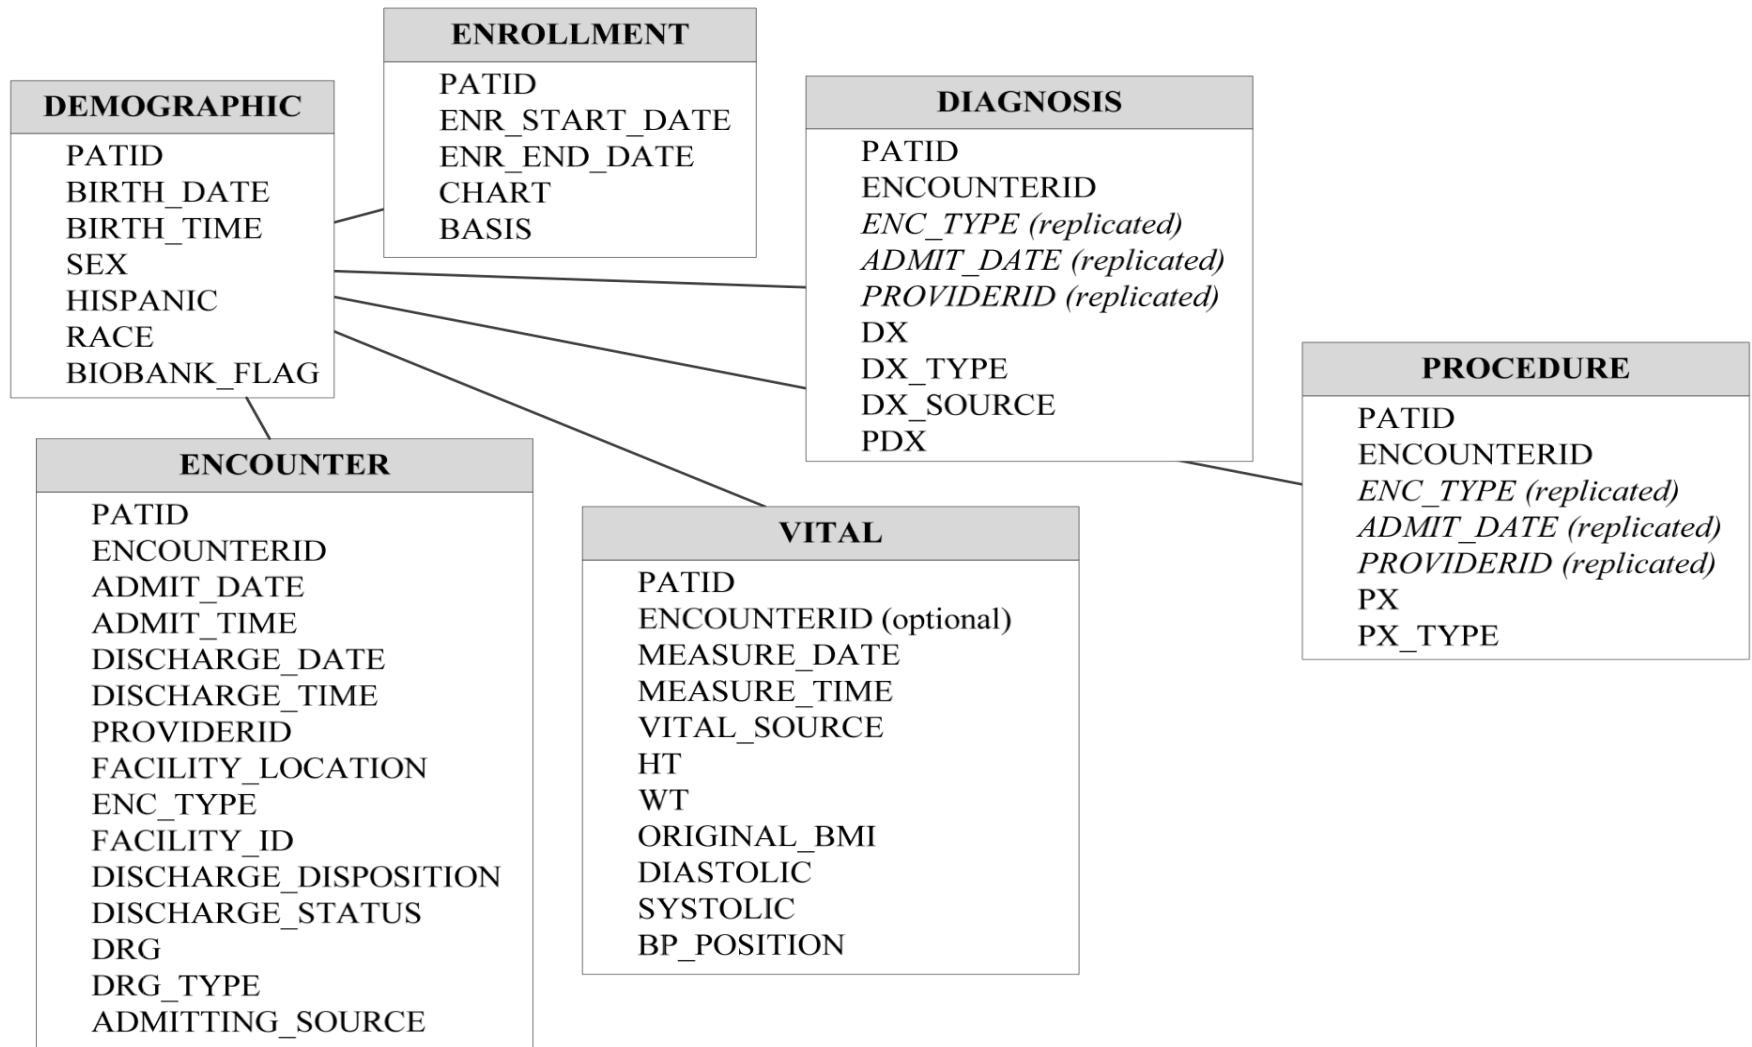 DEMOGRAPHIC
PATID
BIRTH_DATE
BIRTH_TIME
SEX
HISPANIC
RACE
BIOBANK_FLAG
ENROLLMENT
PATID
ENR_START_DATE
ENR_END_DATE
CHART
BASIS
DIAGNOSIS
PATID
ENCOUNTERID
ENC_TYPE (replicated)
ADMIT_DATE (replicated)
PROVIDERID (replicated)
DX
DX_TYPE
DX_SOURCE
PDX
PROCEDURE
PATID
ENCOUNTERID
ENC_TYPE (replicated)
ADMIT_DATE (replicated)
PROVIDERID (replicated)
PX
PX_TYPE
ENCOUNTER
PATID
ENCOUNTERID
ADMIT_DATE
ADMIT_TIME
DISCHARGE_DATE
DISCHARGE_TIME
PROVIDERID
FACILITY_LOCATION
ENC_TYPE
FACILITY_ID
DISCHARGE_DISPOSITION
DISCHARGE_STATUS
DRG
DRG_TYPE
ADMITTING_SOURCE
VITAL
PATID
ENCOUNTERID (optional)
MEASURE_DATE
MEASURE_TIME
VITAL_SOURCE
HT
WT
ORIGINAL_BMI
DIASTOLIC
SYSTOLIC
BP_POSITION